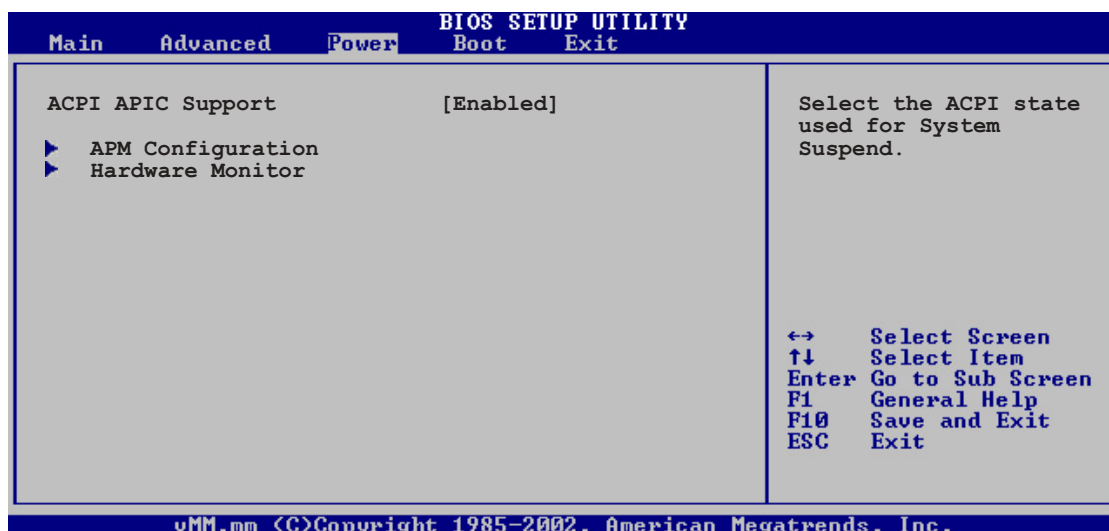 BIOS SETUP UTILITY
Main Advanced Power Boot Exit
ACPI APIC Support [Enabled]
APM Configuration
Hardware Monitor
Select the ACPI state
used for System
Suspend.
←→ Select Screen
↑↓ Select Item
Enter Go to Sub Screen
F1 General Help
F10 Save and Exit
ESC Exit
vMM.mm (C)Copyright 1985-2002, American Megatrends, Inc.